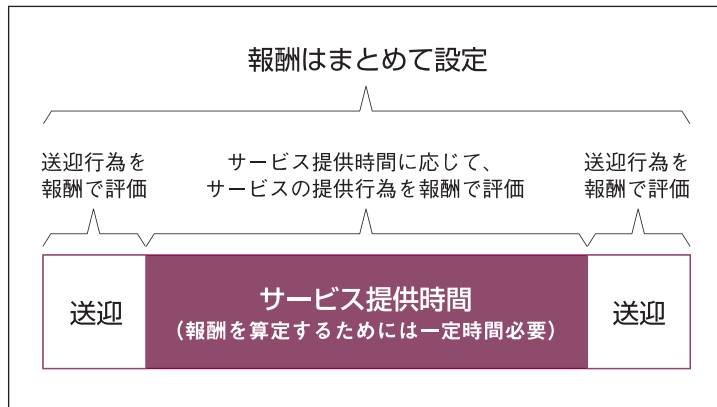 報酬はまとめて設定
送迎行為を
報酬で評価
サービス提供時間に応じて、
サービスの提供行為を報酬で評価
送迎行為を
報酬で評価
送迎
サービス提供時間
（報酬を算定するためには一定時間必要）
送迎